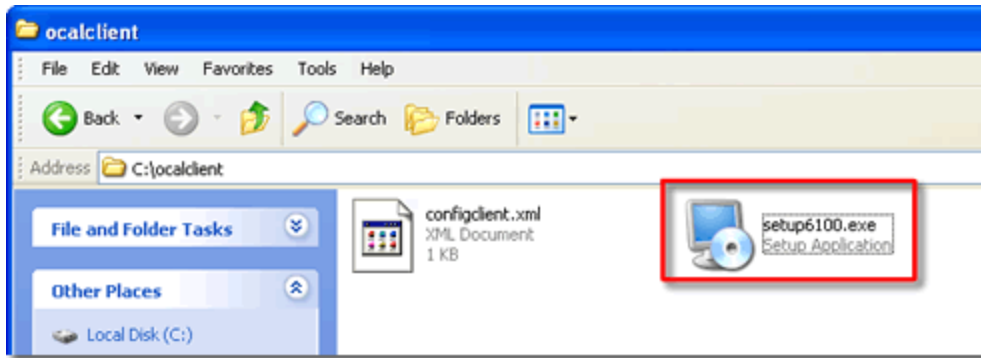 ocalclient
File Edit View Favorites Tools Help
Back Search Folders
Address C:\ocalclient
File and Folder Tasks
Other Places
Local Disk (C:)
configclient.xml
XML Document
1 KB
setup6100.exe
Setup Application